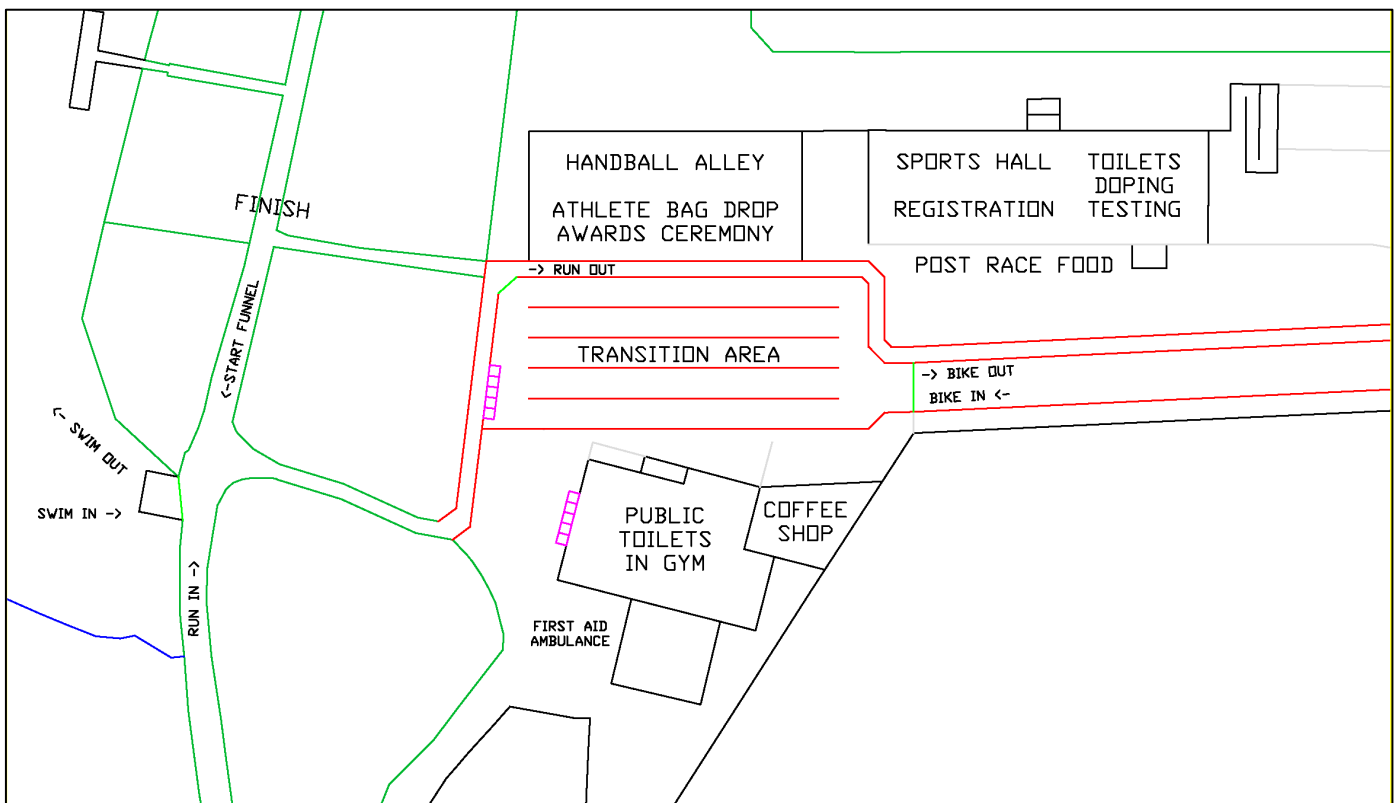 HANDBALL ALLEY
ATHLETE BAG DROP
AWARDS CEREMONY
SPORTS HALL
REGISTRATION
TOILETS
DOPING
TESTING
FINISH
-> RUN OUT
POST RACE FOOD
<-START FUNNEL
TRANSITION AREA
-> BIKE OUT
BIKE IN <-
<- SWIM OUT
SWIM IN ->
PUBLIC
TOILETS
IN GYM
COFFEE
SHOP
RUN IN ->
FIRST AID
AMBULANCE